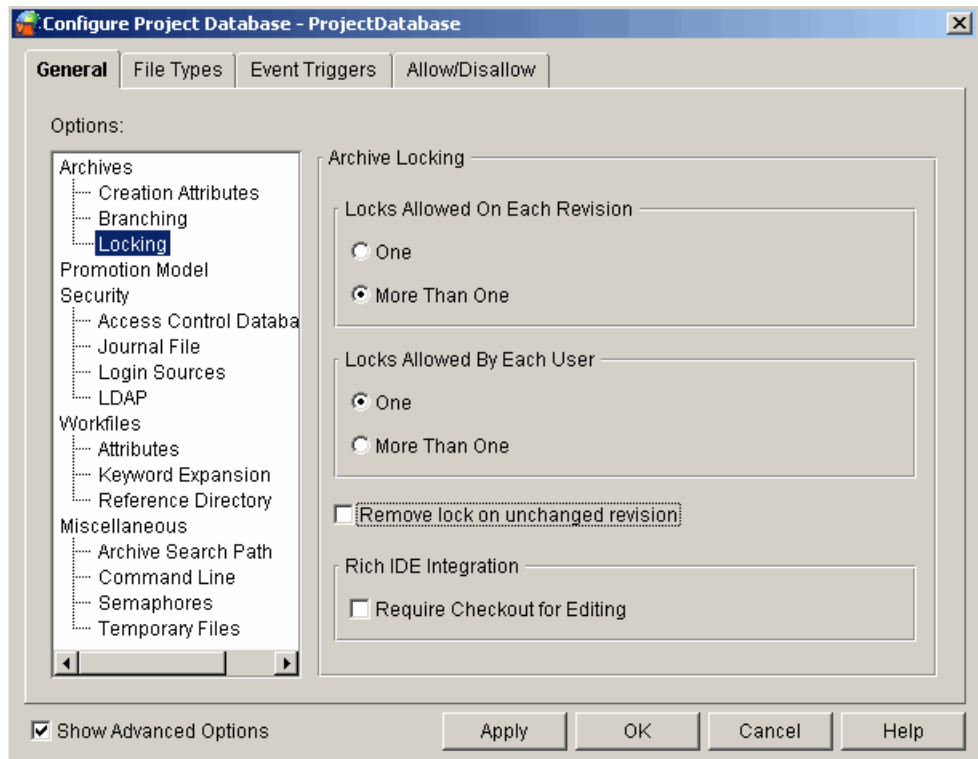 Configure Project Database - ProjectDatabase
General File Types Event Triggers Allow/Disallow
Options:
Archives
Creation Attributes
Branching
Locking
Promotion Model
Security
Access Control Databa
Journal File
Login Sources
LDAP
Workfiles
Attributes
Keyword Expansion
Reference Directory
Miscellaneous
Archive Search Path
Command Line
Semaphores
Temporary Files
Archive Locking
Locks Allowed On Each Revision
One
More Than One
Locks Allowed By Each User
One
More Than One
Remove lock on unchanged revision
Rich IDE Integration
Require Checkout for Editing
Show Advanced Options
Apply OK Cancel Help